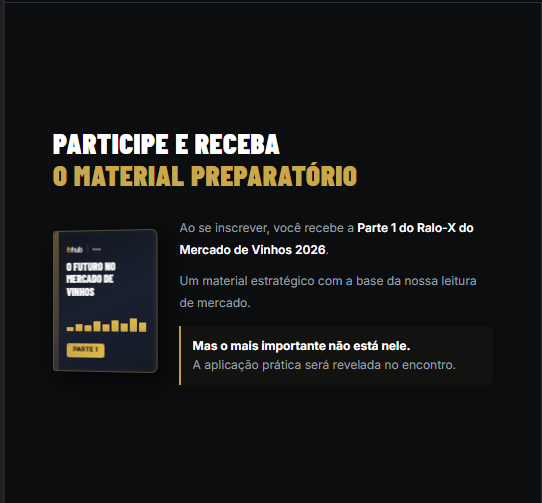 PARTICIPE E RECEBA
O MATERIAL PREPARATÓRIO
Ao se inscrever, você recebe a Parte 1 do Raio-X do
Mercado de Vinhos 2026.
Um material estratégico com a base da nossa leitura
de mercado.
Mas o mais importante não está nele.
A aplicação prática será revelada no encontro.
hub
O FUTURO NO
MERCADO DE
VINHOS
PARTE 1